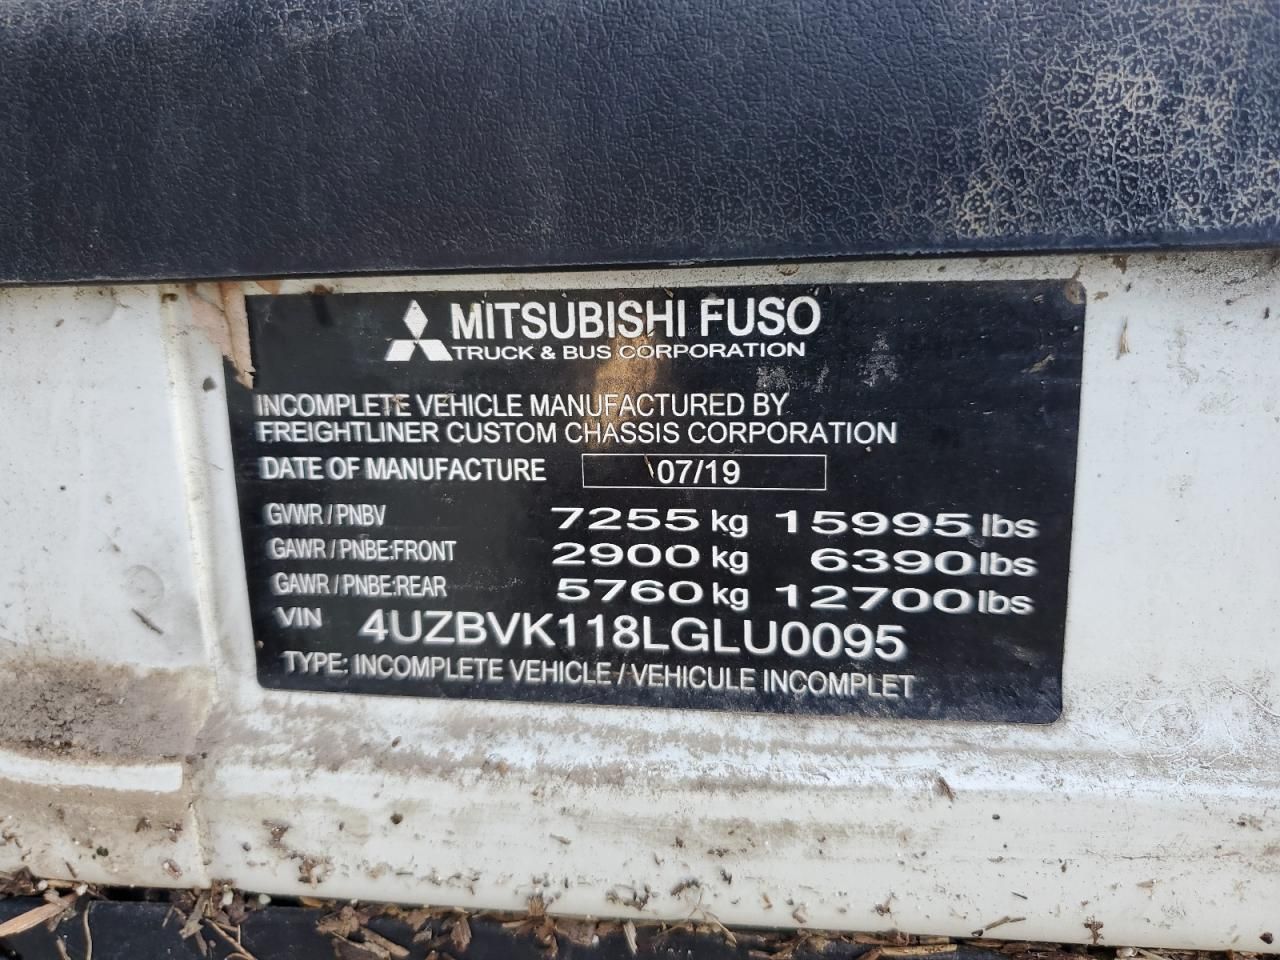 MITSUBISHI FUSO
TRUCK & BUS CORPORATION
INCOMPLETE VEHICLE MANUFACTURED BY
FREIGHTLINER CUSTOM CHASSIS CORPORATION
DATE OF MANUFACTURE 07/19
GVWR / PNBV 7255 kg 15995 lbs
GAWR / PNBE:FRONT 2900 kg 6390 lbs
GAWR / PNBE:REAR 5760 kg 12700 lbs
VIN 4UZBVK118LGLU0095
TYPE: INCOMPLETE VEHICLE / VEHICULE INCOMPLET